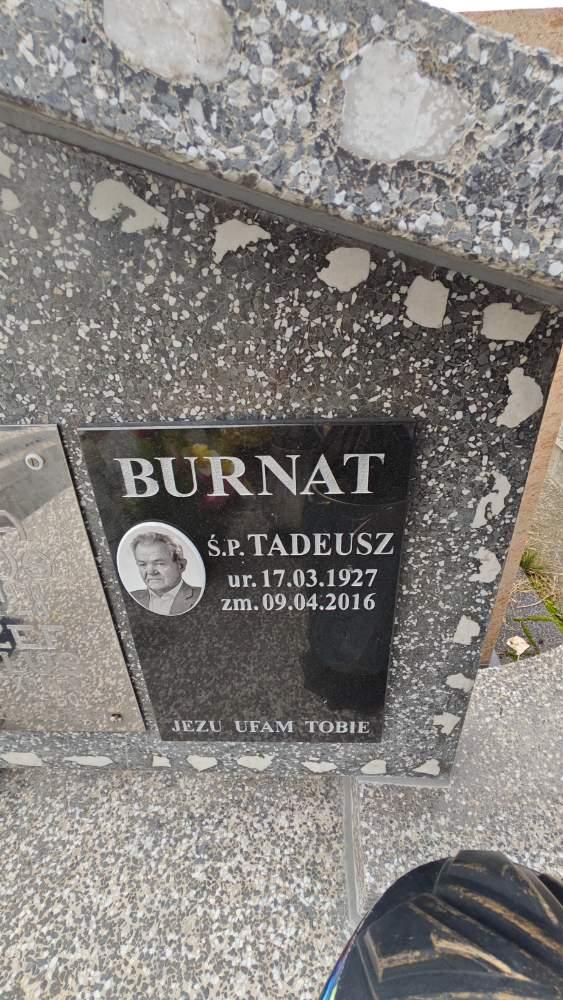 BURNAT
Ś.P. TADEUSZ
ur. 17.03.1927
zm. 09.04.2016
JEZU UFAM TOBIE